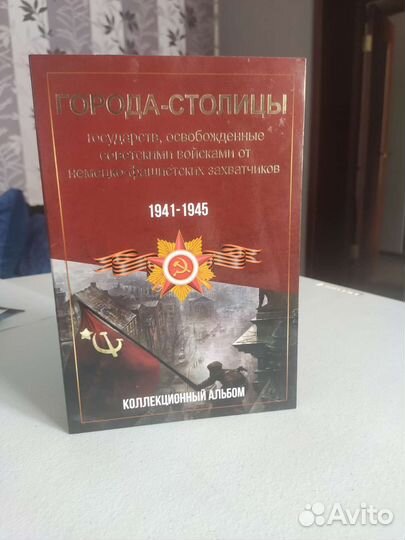 ГОРОДА-СТОЛИЦЫ
государств, освобожденные
советскими войсками от
немецко-фашистских захватчиков
1941-1945
КОЛЛЕКЦИОННЫЙ АЛЬБОМ
Avito